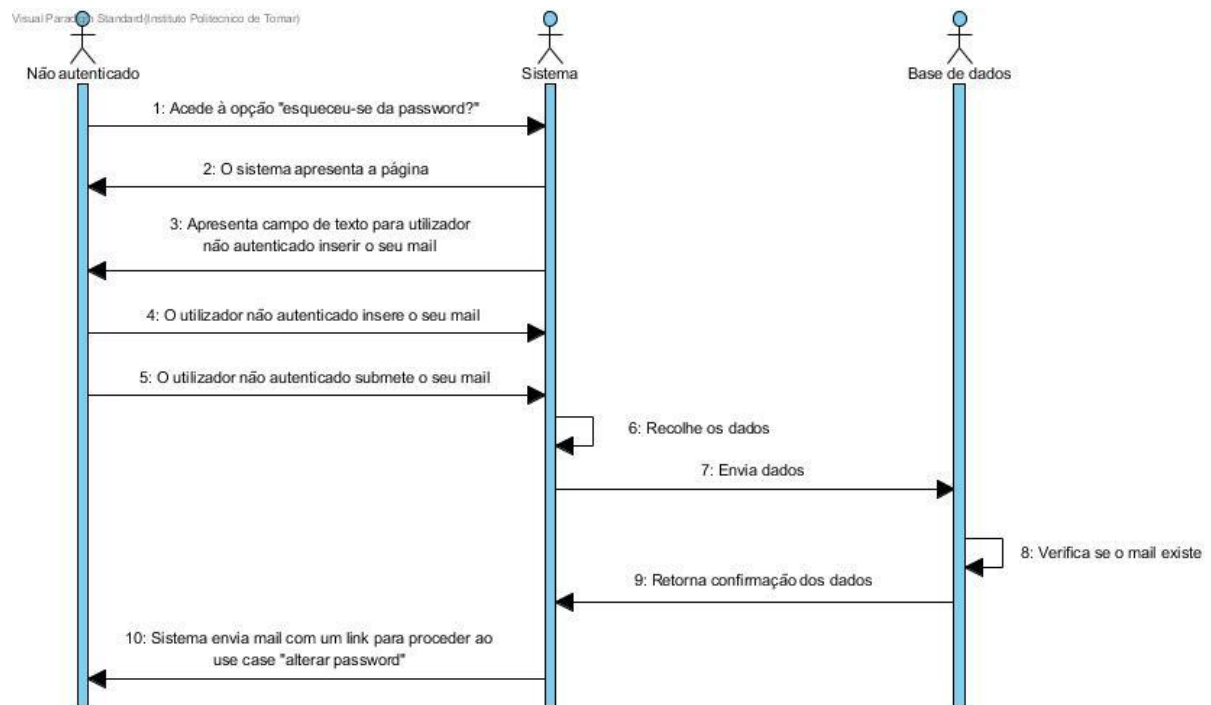 Visual Paradigm Standard(Instituto Politecnico de Tomar)
Não autenticado
Sistema
Base de dados
1: Acede à opção "esqueceu-se da password?"
2: O sistema apresenta a página
3: Apresenta campo de texto para utilizador
não autenticado inserir o seu mail
4: O utilizador não autenticado insere o seu mail
5: O utilizador não autenticado submete o seu mail
6: Recolhe os dados
7: Envia dados
8: Verifica se o mail existe
9: Retorna confirmação dos dados
10: Sistema envia mail com um link para proceder ao
use case "alterar password"